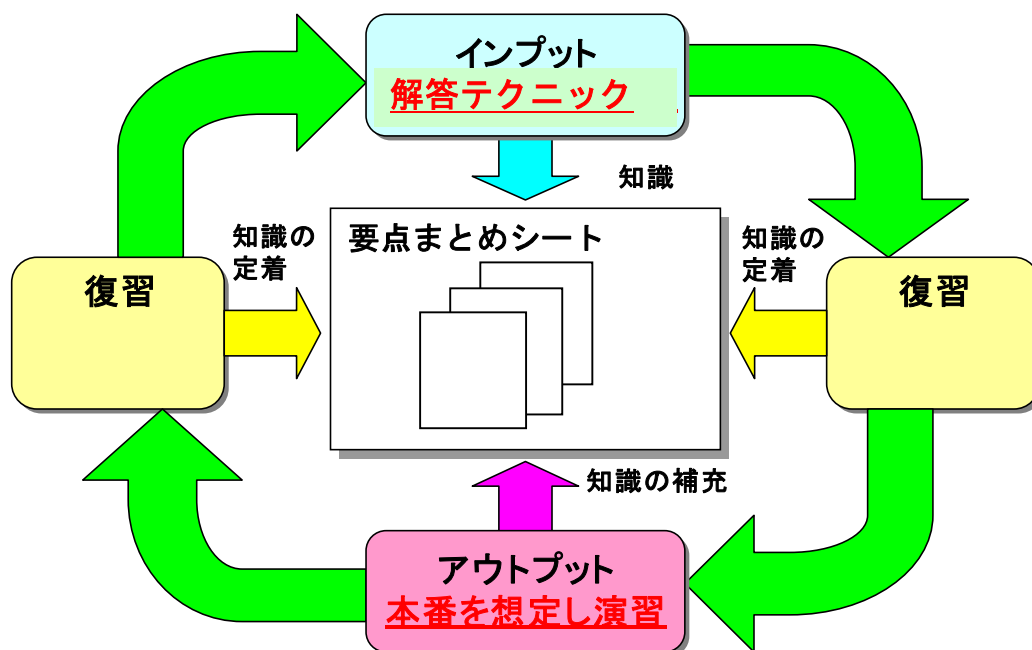 インプット
解答テクニック
知識
要点まとめシート
知識の
定着
知識の
定着
復習
復習
知識の補充
アウトプット
本番を想定し演習